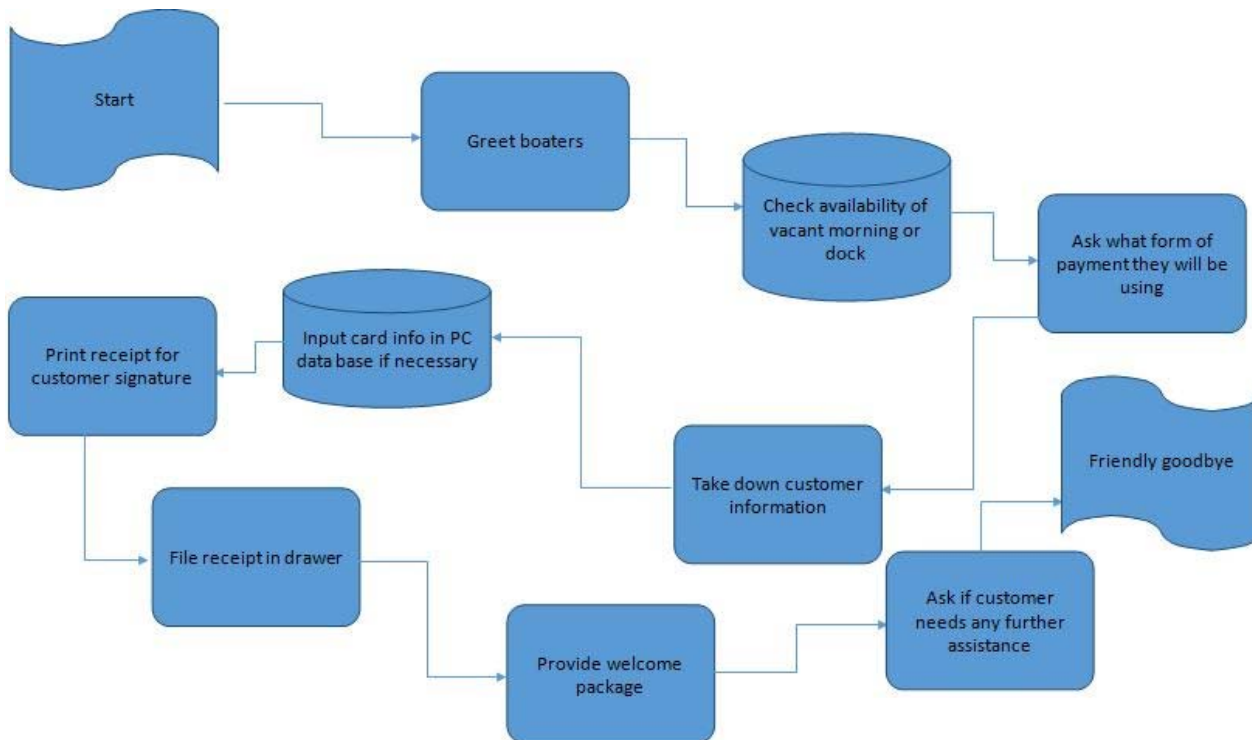 Start
Greet boaters
Check availability of
vacant morning or
dock
Ask what form of
payment they will be
using
Take down customer
information
Input card info in PC
data base if necessary
Print receipt for
customer signature
File receipt in drawer
Provide welcome
package
Ask if customer
needs any further
assistance
Friendly goodbye